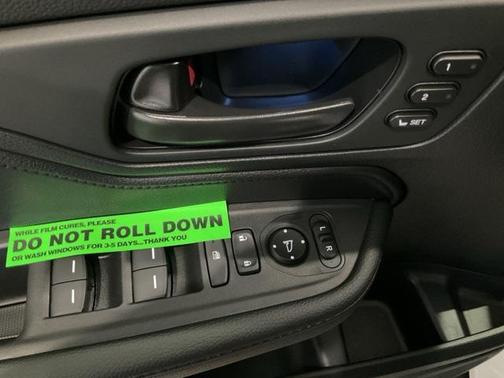 1
2
SET
WHILE FILM CURES, PLEASE
DO NOT ROLL DOWN
OR WASH WINDOWS FOR 3-5 DAYS...THANK YOU
L
R